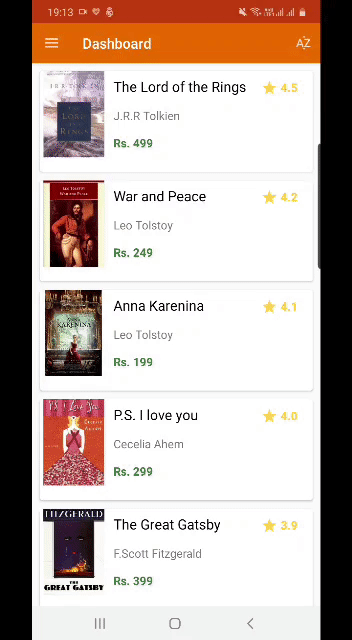 19:13
Dashboard
AZ
J.R.R. TOLKIEN
THE
LORD
OF THE
RINGS
The Lord of the Rings
4.5
J.R.R Tolkien
Rs. 499
LEO TOLSTOY
WAR AND PEACE
War and Peace
4.2
Leo Tolstoy
Rs. 249
KARENINA
Anna Karenina
4.1
Leo Tolstoy
Rs. 199
P.S. I Love You
P.S. I love you
4.0
Cecelia Ahem
Rs. 299
FITZGERALD
THE
GREAT GATSBY
The Great Gatsby
3.9
F.Scott Fitzgerald
Rs. 399